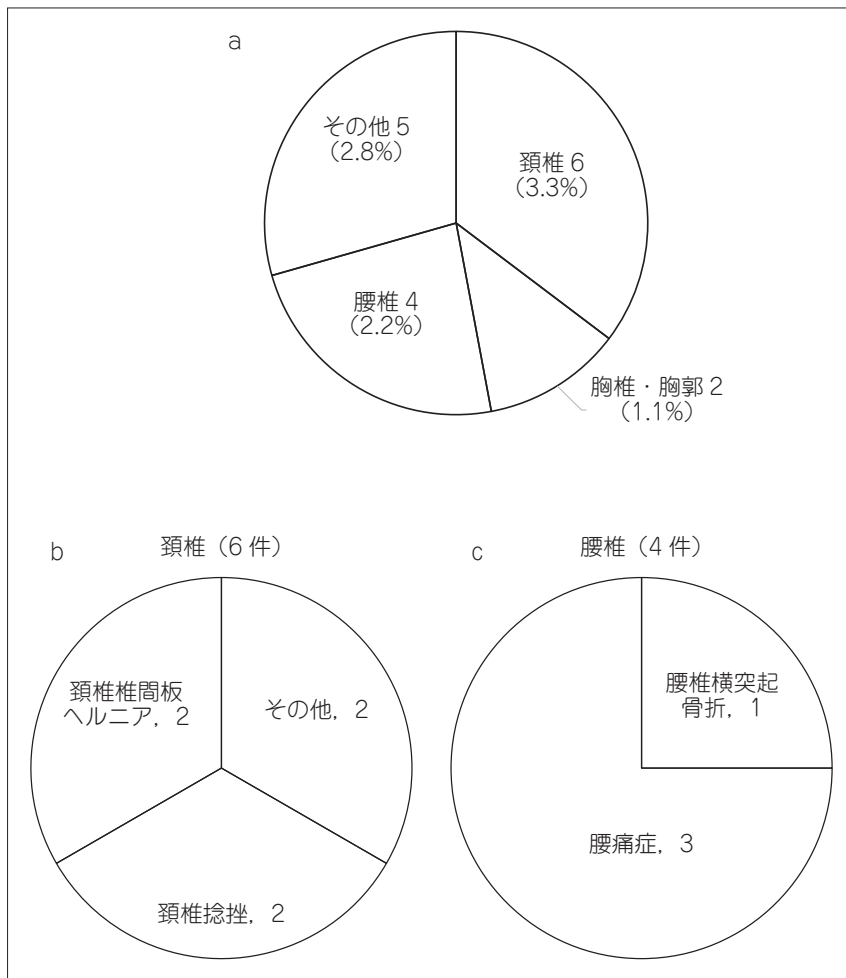 a
その他 5
(2.8%)
頚椎 6
(3.3%)
腰椎 4
(2.2%)
胸椎・胸郭 2
(1.1%)
b
頚椎（6 件）
頚椎椎間板
ヘルニア，2
その他，2
頚椎捻挫，2
c
腰椎（4 件）
腰椎横突起
骨折，1
腰痛症，3